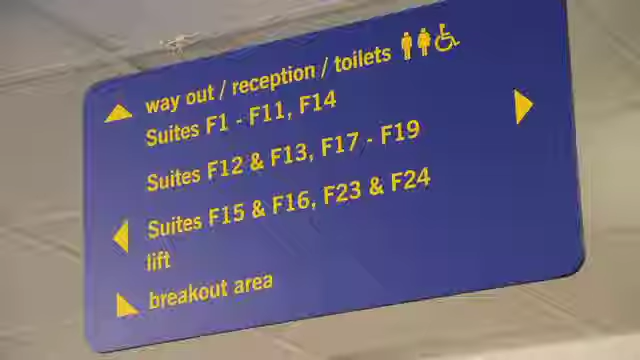 way out / reception / toilets
Suites F1 - F11, F14
Suites F12 & F13, F17 - F19
Suites F15 & F16, F23 & F24
lift
breakout area